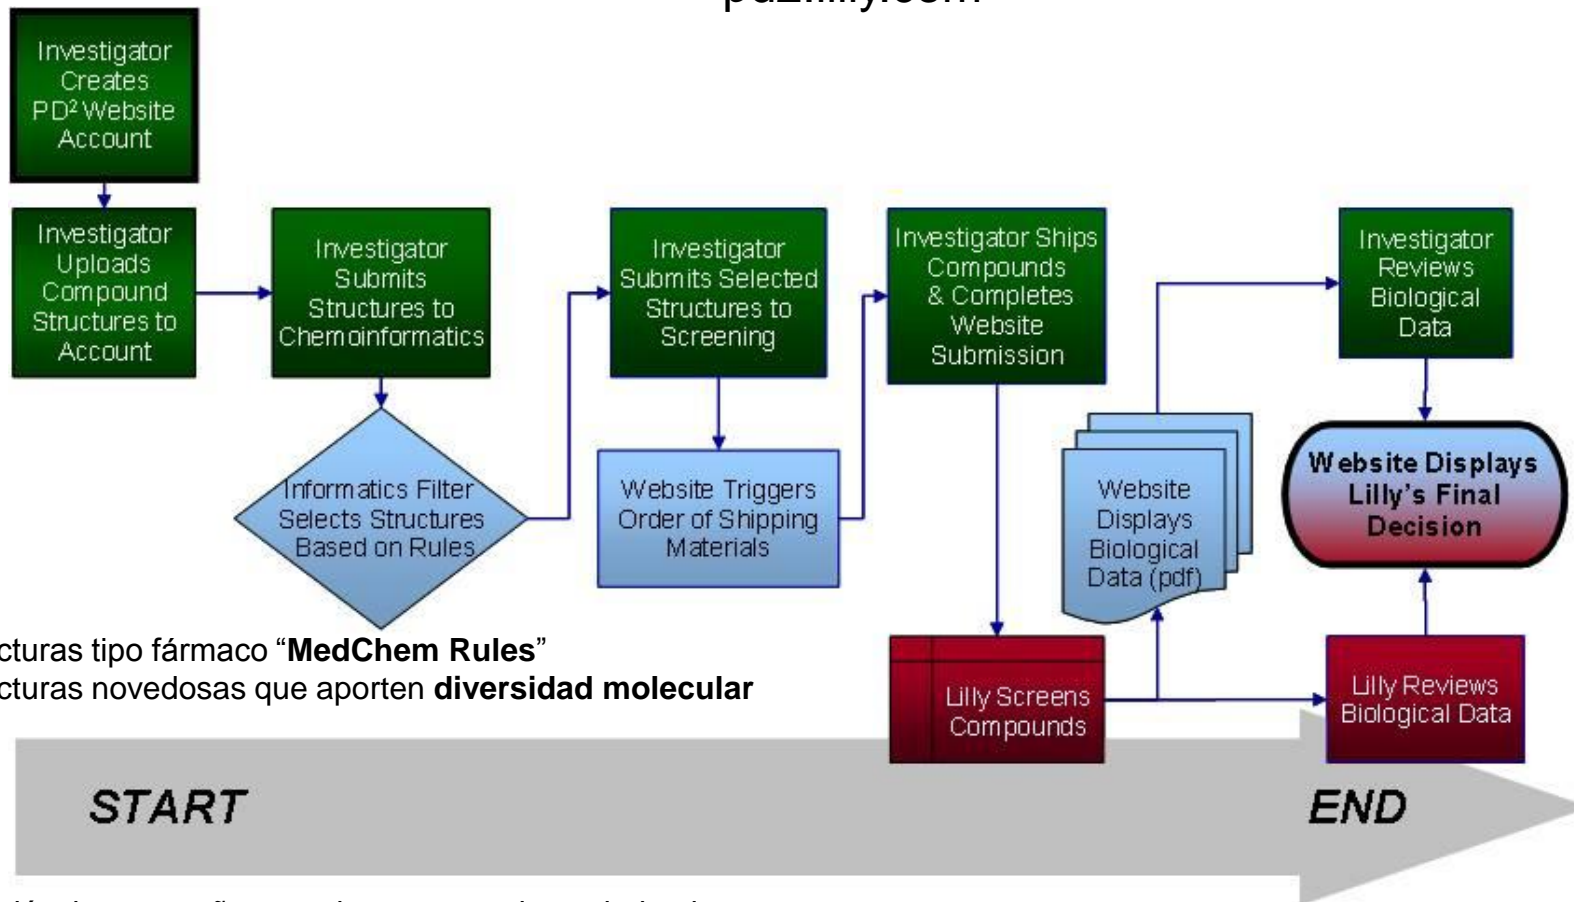 Investigator
Creates
PD² Website
Account
Investigator
Uploads
Compound
Structures to
Account
Investigator
Submits
Structures to
Chemoinformatics
Investigator
Submits Selected
Structures to
Screening
Investigator Ships
Compounds
& Completes
Website
Submission
Investigator
Reviews
Biological
Data
Informatics Filter
Selects Structures
Based on Rules
Website Triggers
Order of Shipping
Materials
Website
Displays
Biological
Data (pdf)
Website Displays
Lilly's Final
Decision
cturas tipo fármaco “MedChem Rules”
cturas novedosas que aporten diversidad molecular
Lilly Screens
Compounds
Lilly Reviews
Biological Data
START
END